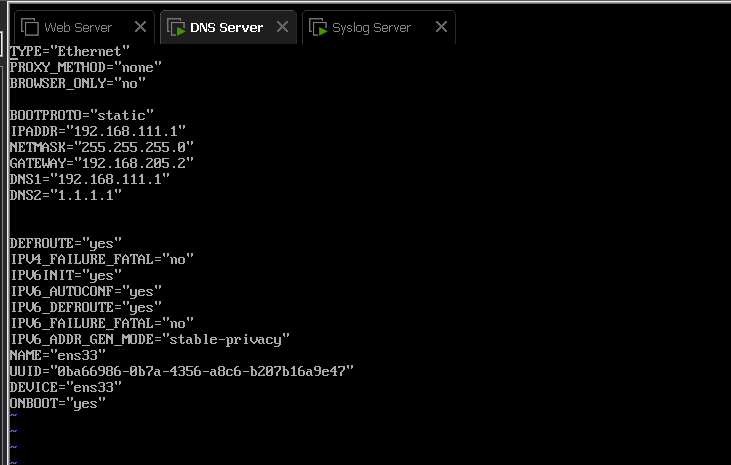 Web Server
DNS Server
Syslog Server
TYPE="Ethernet"
PROXY_METHOD="none"
BROWSER_ONLY="no"
BOOTPROTO="static"
IPADDR="192.168.111.1"
NETMASK="255.255.255.0"
GATEWAY="192.168.205.2"
DNS1="192.168.111.1"
DNS2="1.1.1.1"
DEFROUTE="yes"
IPV4_FAILURE_FATAL="no"
IPV6INIT="yes"
IPV6_AUTOCONF="yes"
IPV6_DEFROUTE="yes"
IPV6_FAILURE_FATAL="no"
IPV6_ADDR_GEN_MODE="stable-privacy"
NAME="ens33"
UUID="0ba66986-0b7a-4356-a8c6-b207b16a9e47"
DEVICE="ens33"
ONBOOT="yes"
~
~
~
~